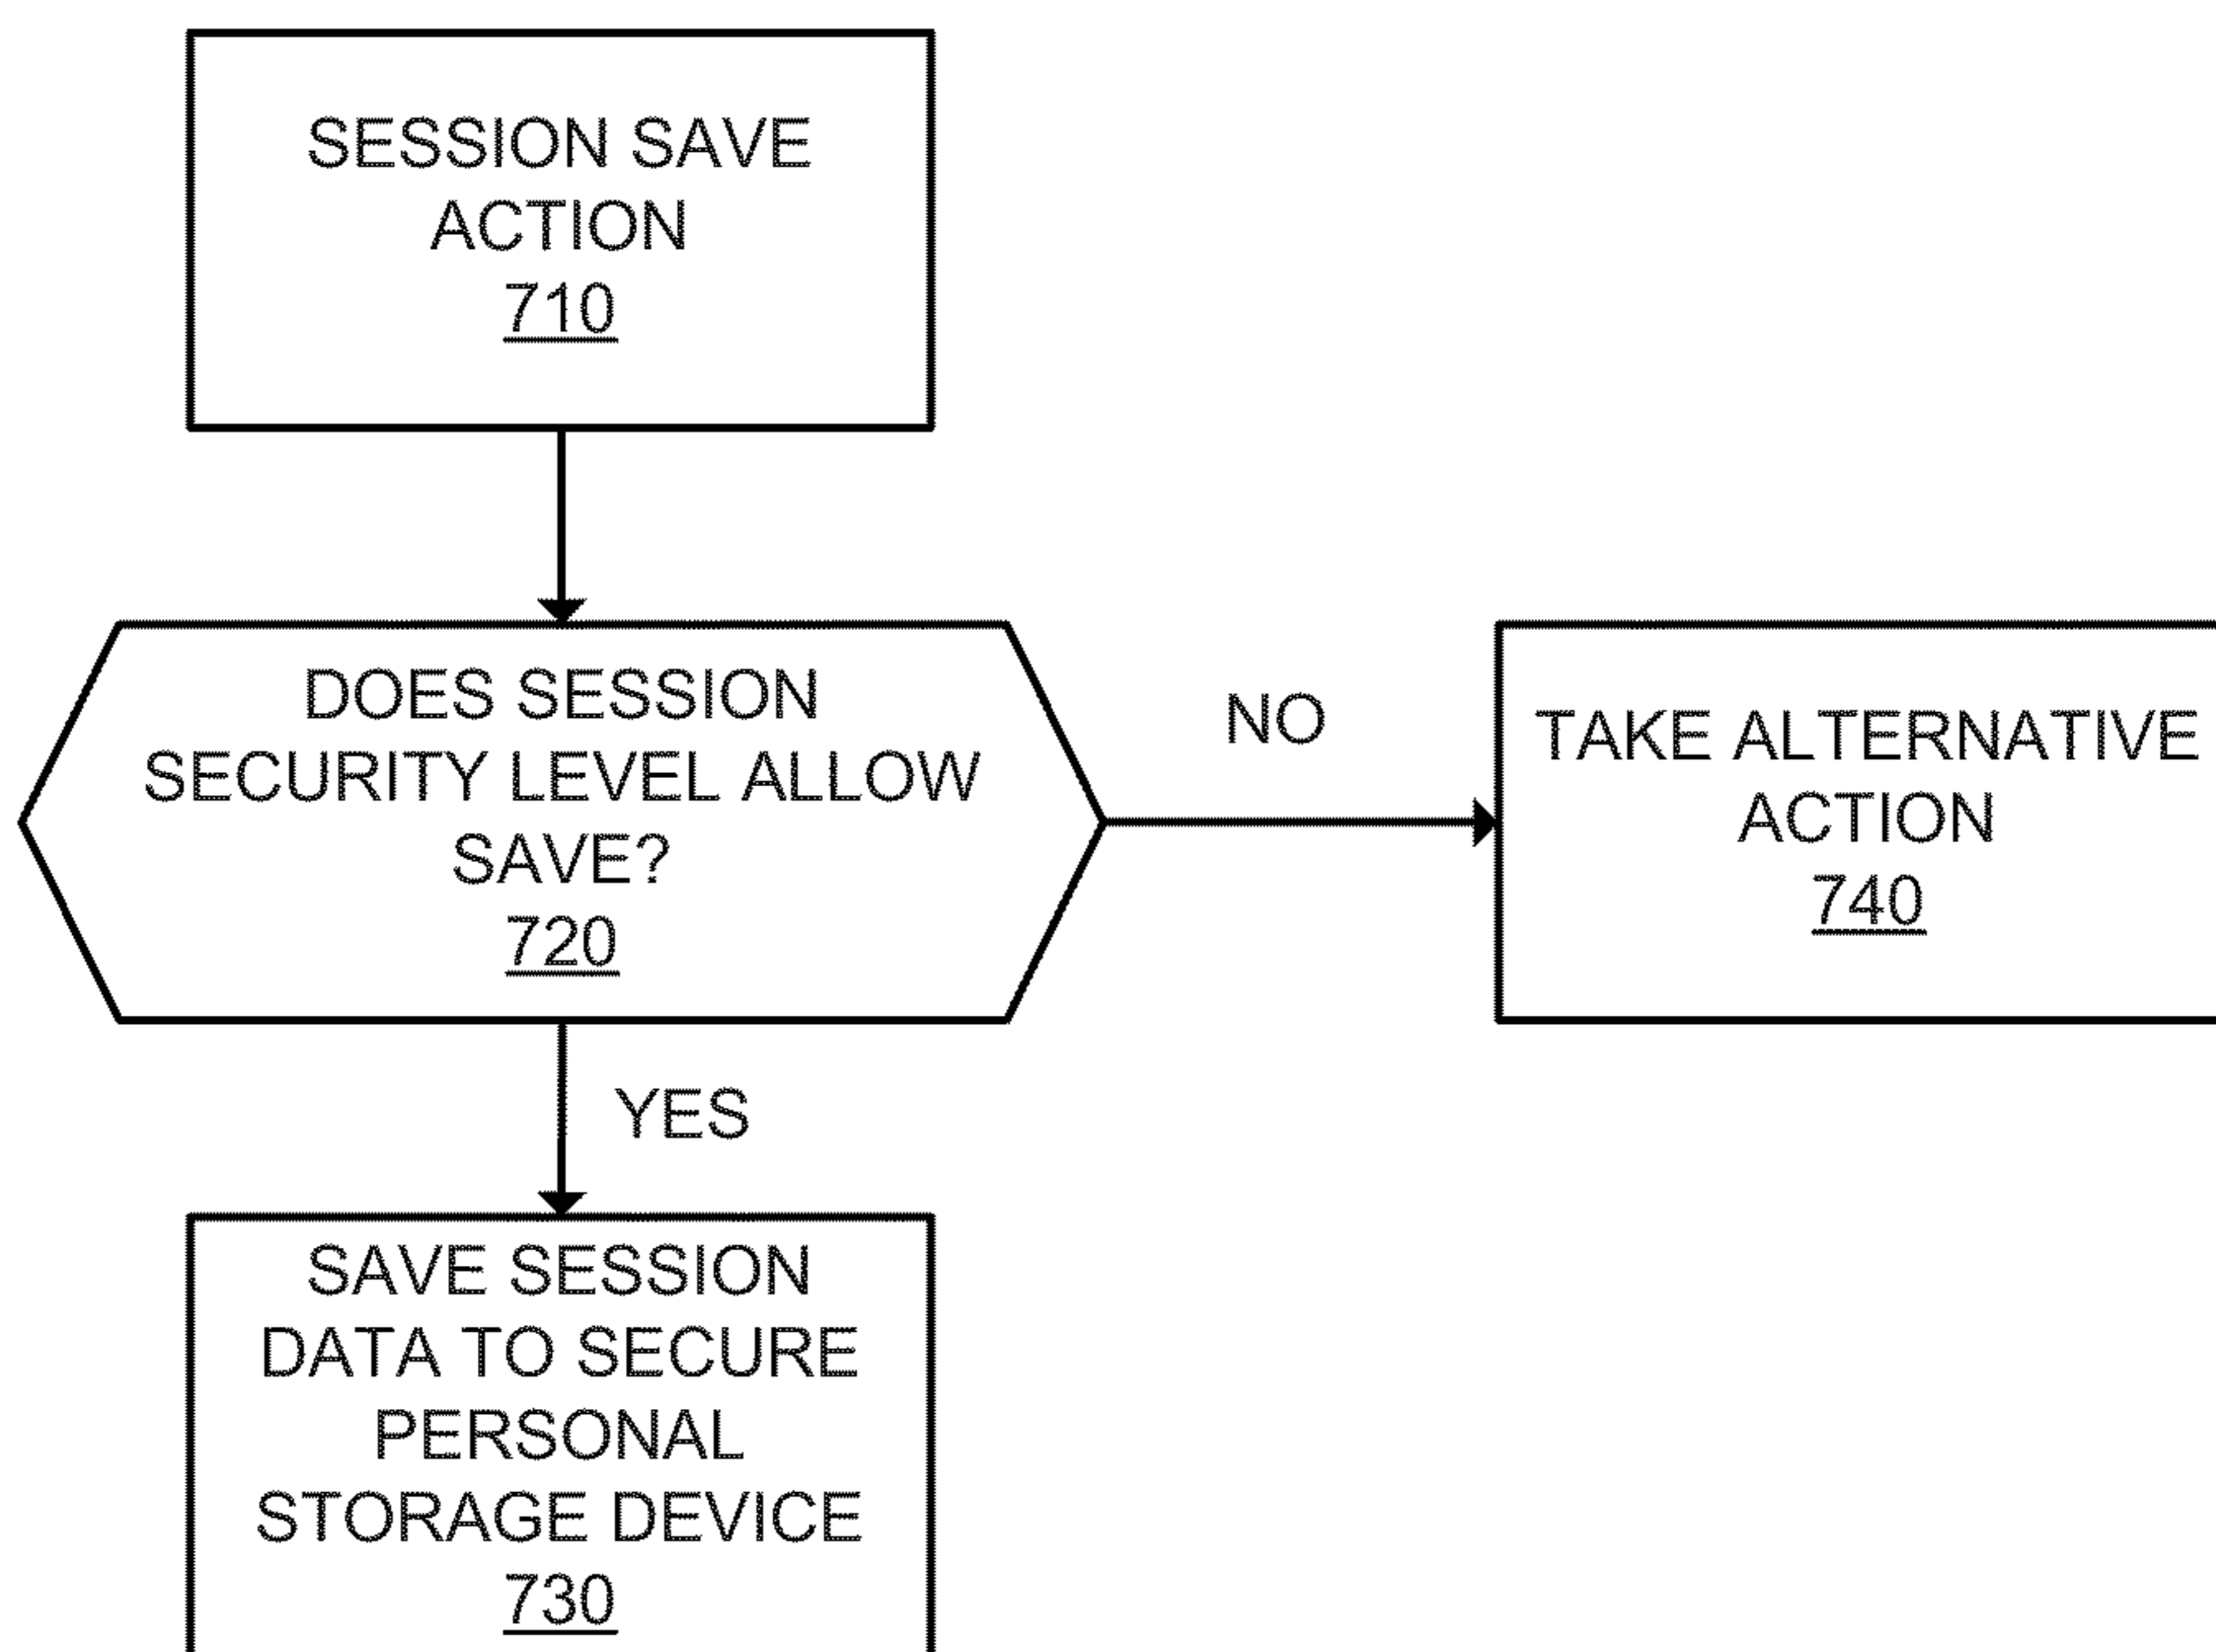 SESSION SAVE
ACTION
710
DOES SESSION
SECURITY LEVEL ALLOW
SAVE?
720
NO
TAKE ALTERNATIVE
ACTION
740
YES
SAVE SESSION
DATA TO SECURE
PERSONAL
STORAGE DEVICE
730